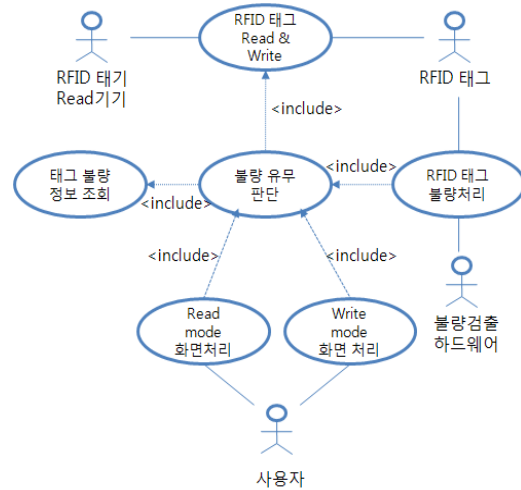 RFID 태그
Read &
Write
RFID 태기
Read기기
RFID 태그
<include>
태그 불량
정보 조회
<include>
불량 유무
판단
<include>
RFID 태그
불량처리
<include>
<include>
Read
mode
화면처리
Write
mode
화면 처리
불량검출
하드웨어
사용자